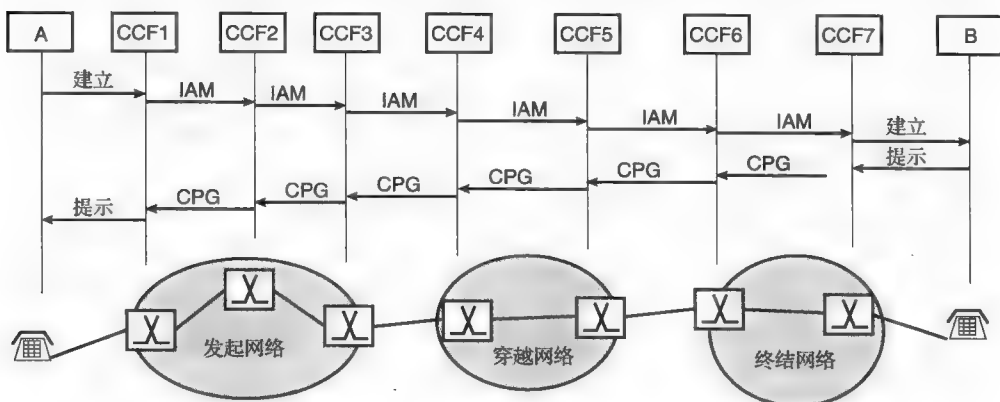 A CCF1 CCF2 CCF3 CCF4 CCF5 CCF6 CCF7 B
建立 IAM IAM IAM IAM IAM IAM 建立
提示 CPG CPG CPG CPG CPG CPG 提示
发起网络 穿越网络 终结网络